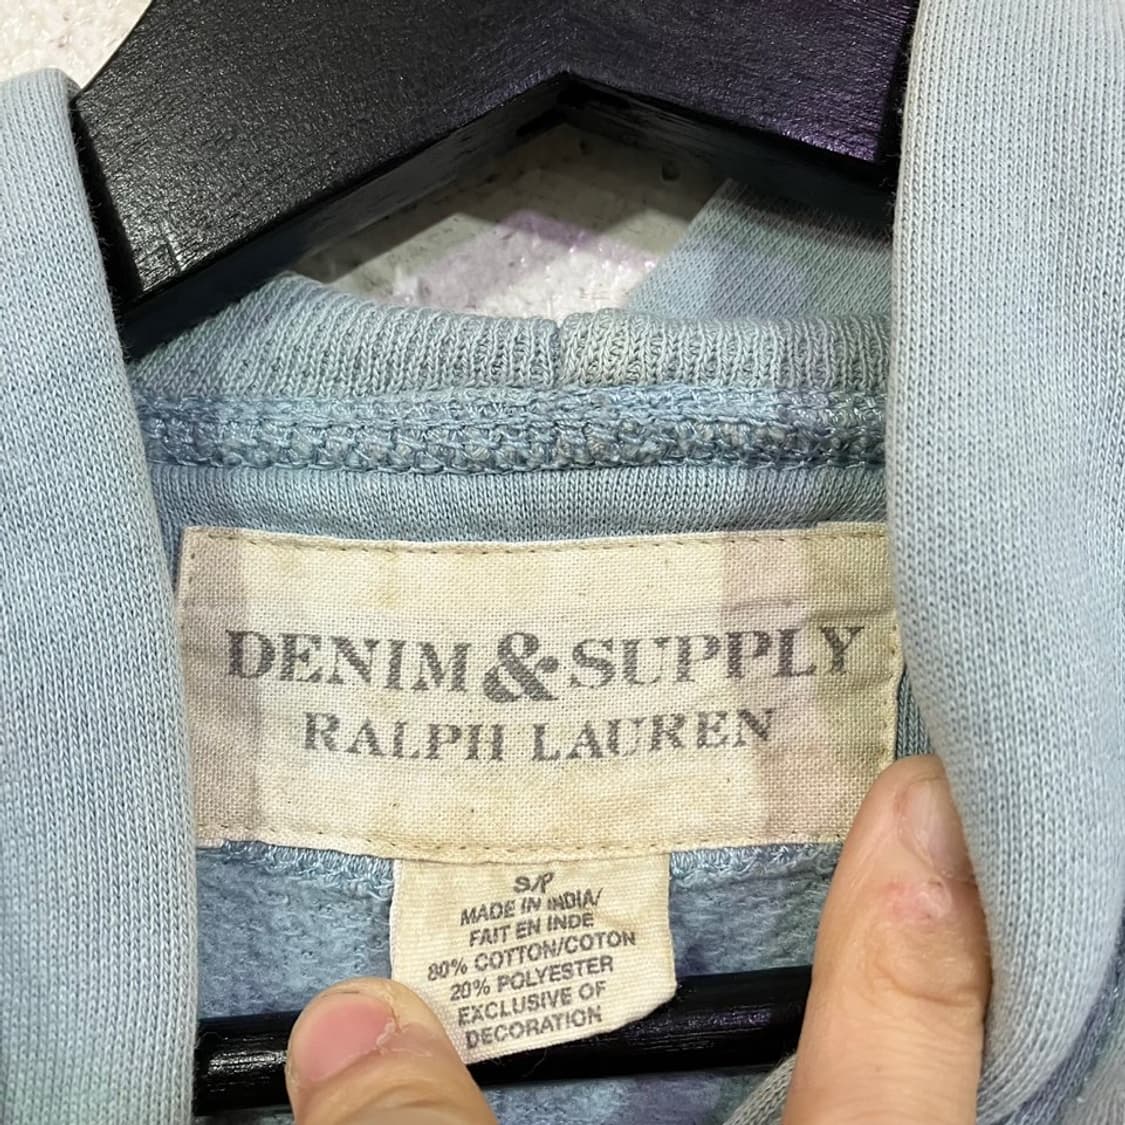 DENIM & SUPPLY
RALPH LAUREN
S/P
MADE IN INDIA/
FAIT EN INDE
80% COTTON/COTON
20% POLYESTER
EXCLUSIVE OF
DECORATION